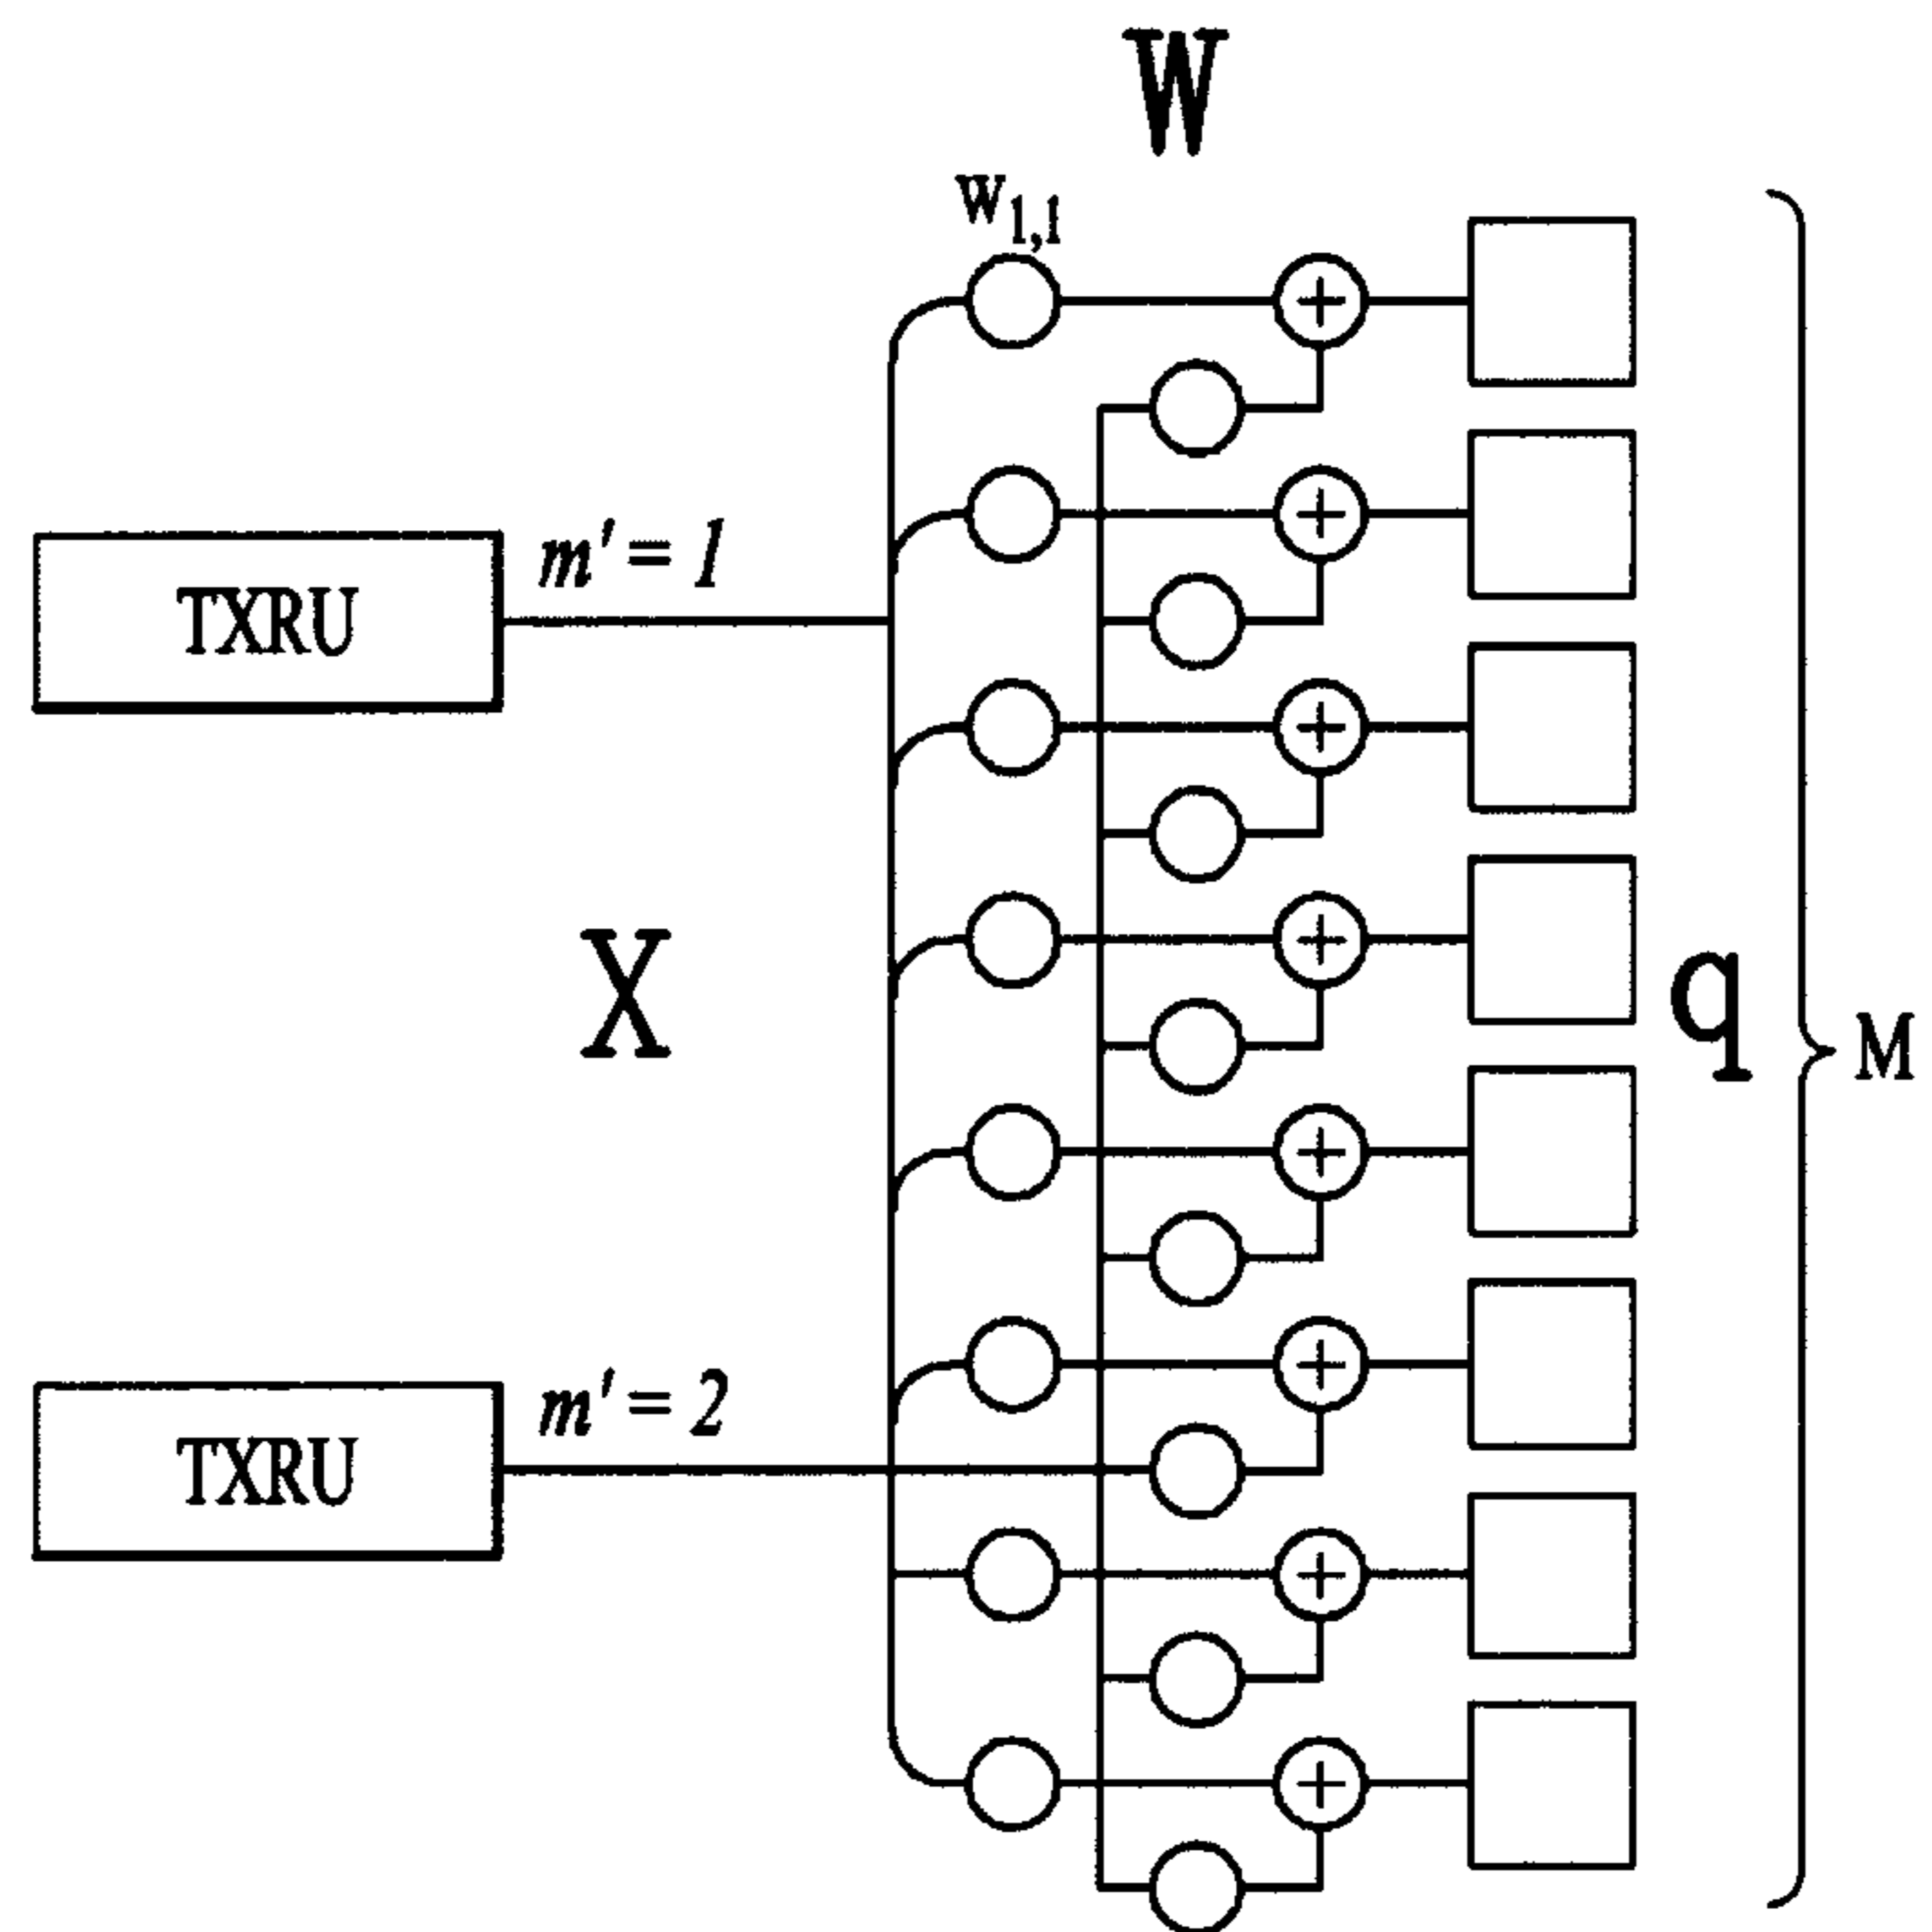 W
w1,1
m' = 1
TXRU
X
q
M
m' = 2
TXRU